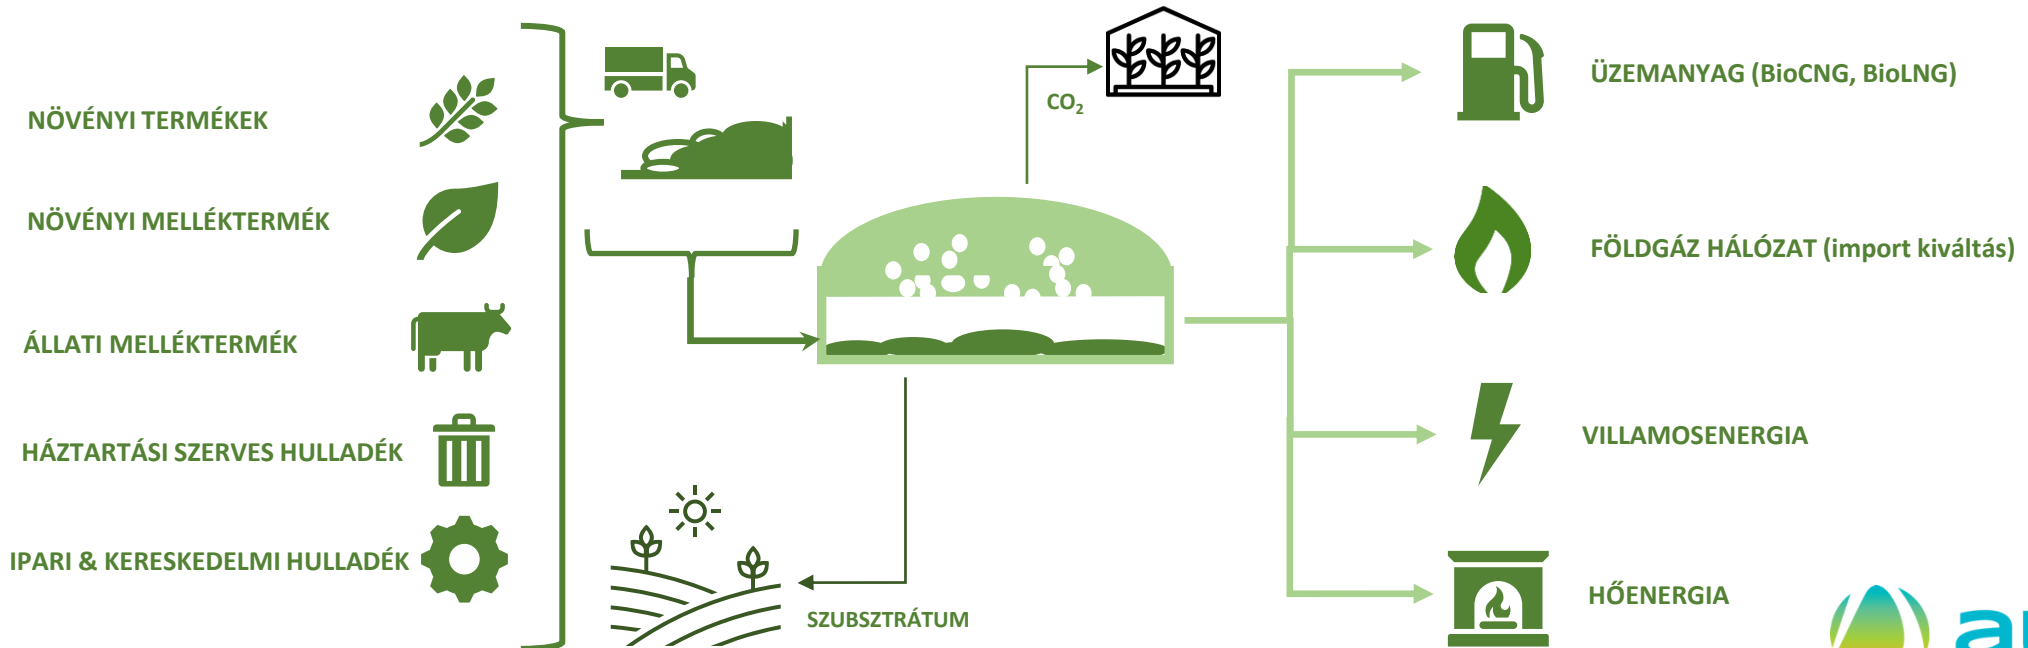 NÖVÉNYI TERMÉKEK
NÖVÉNYI MELLÉKTERMÉK
ÁLLATI MELLÉKTERMÉK
HÁZTARTÁSI SZERVES HULLADÉK
IPARI & KERESKEDELMI HULLADÉK
CO₂
SZUBSZTRÁTUM
ÜZEMANYAG (BioCNG, BioLNG)
FÖLDGÁZ HÁLÓZAT (import kiváltás)
VILLAMOSENERGIA
HŐENERGIA